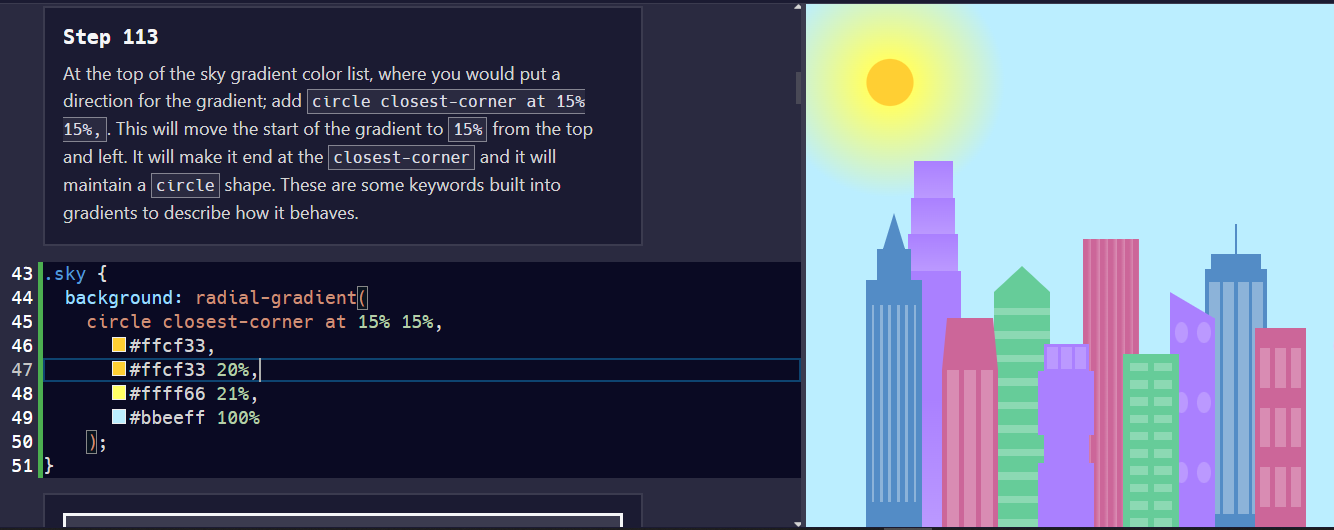 Step 113
At the top of the sky gradient color list, where you would put a
direction for the gradient; add circle closest-corner at 15%
15%,. This will move the start of the gradient to 15% from the top
and left. It will make it end at the closest-corner and it will
maintain a circle shape. These are some keywords built into
gradients to describe how it behaves.
43 .sky {
44 background: radial-gradient(
45 circle closest-corner at 15% 15%,
46 #ffcf33,
47 #ffcf33 20%,
48 #ffff66 21%,
49 #bbeeff 100%
50 );
51 }